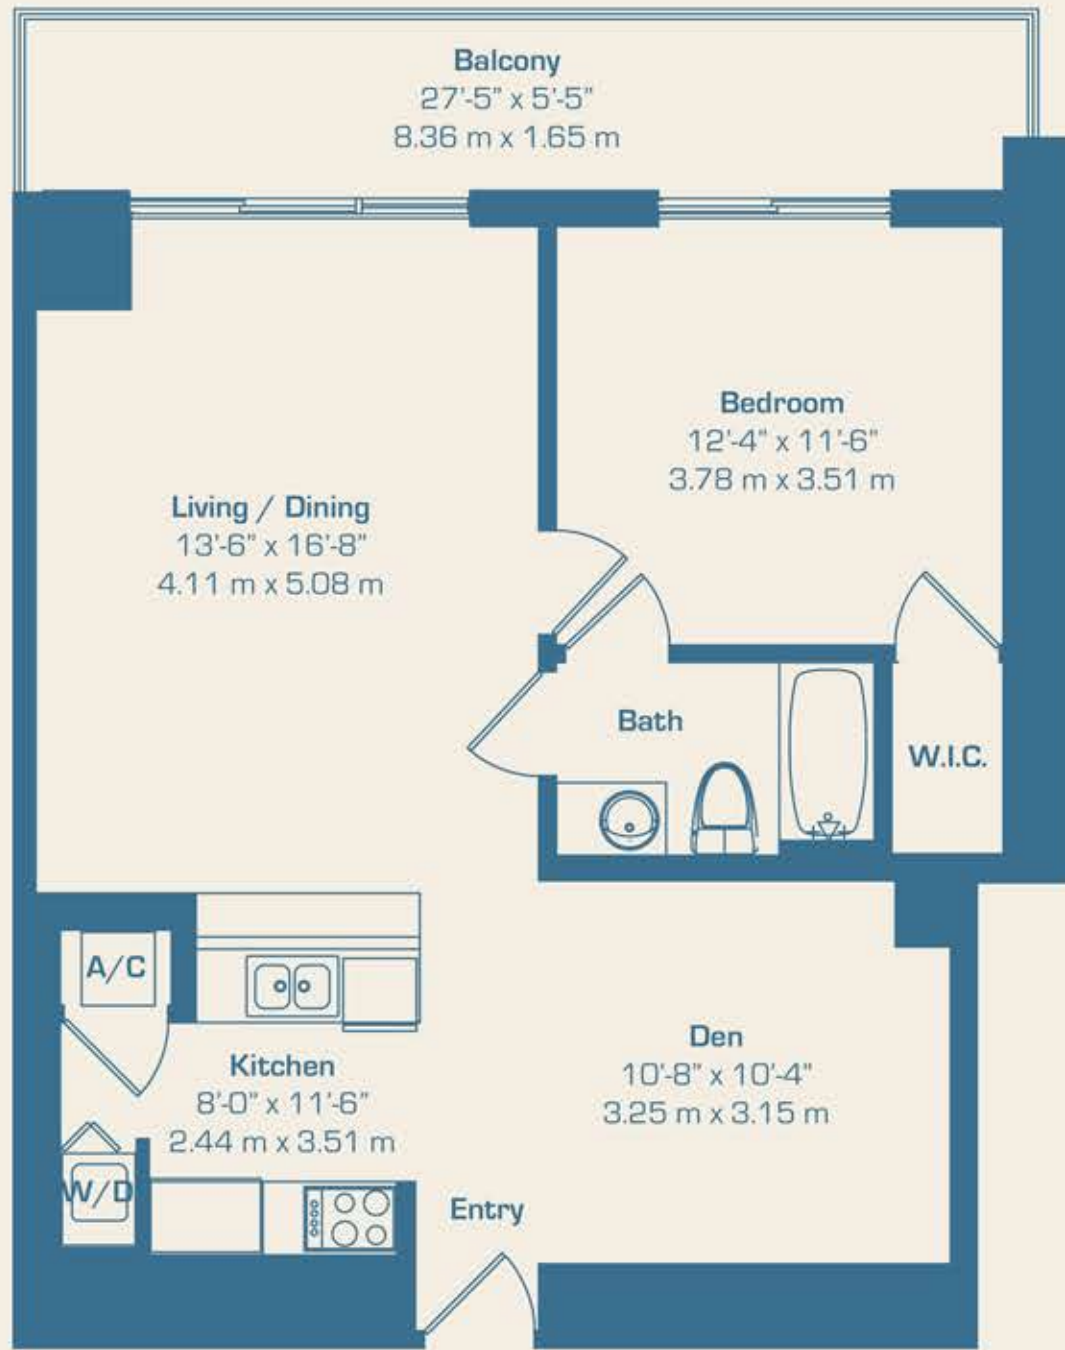 Balcony
27'-5" x 5'-5"
8.36 m x 1.65 m
Bedroom
12'-4" x 11'-6"
3.78 m x 3.51 m
Living / Dining
13'-6" x 16'-8"
4.11 m x 5.08 m
Bath
W.I.C.
A/C
Kitchen
8'-0" x 11'-6"
2.44 m x 3.51 m
Den
10'-8" x 10'-4"
3.25 m x 3.15 m
W/D
Entry